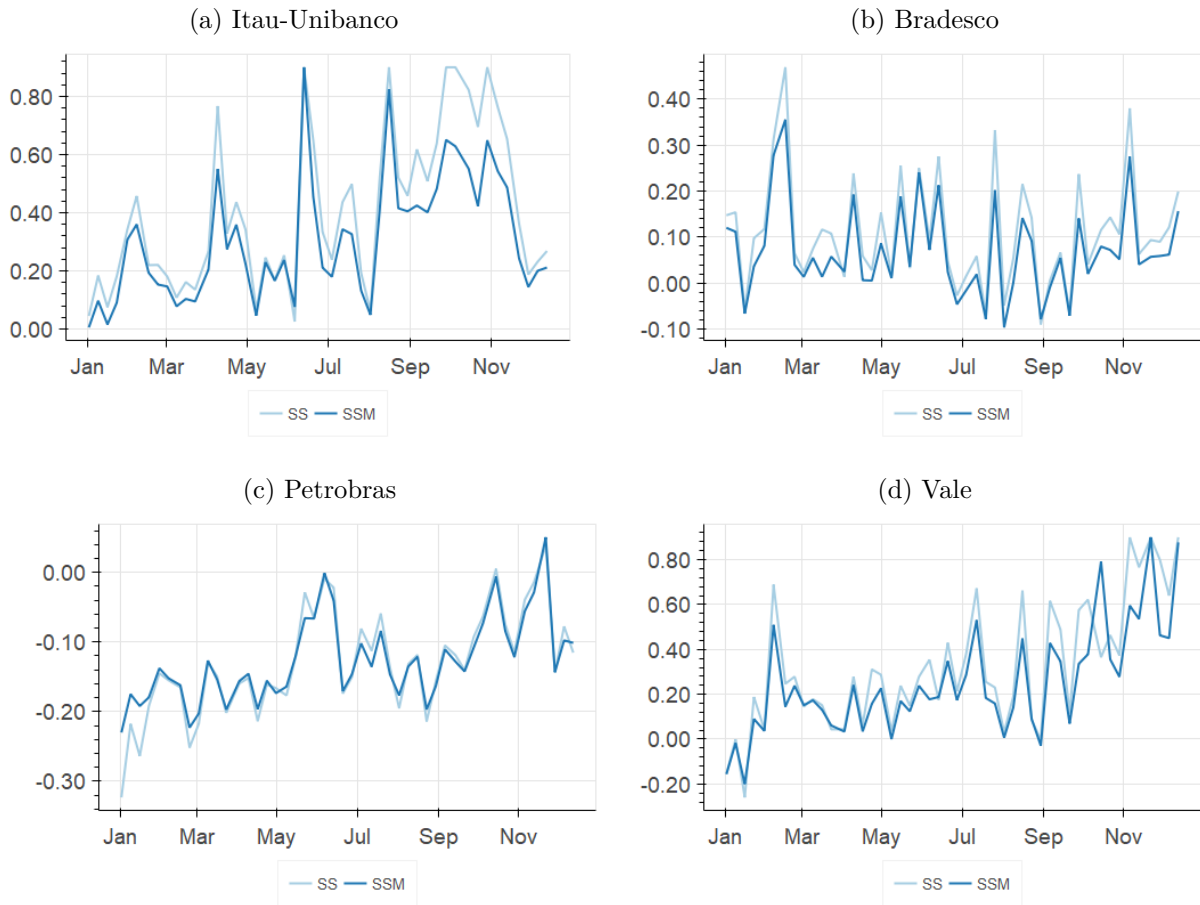 (a) Itau-Unibanco
0.80
0.60
0.40
0.20
0.00
Jan Mar May Jul Sep Nov
SS SSM
(b) Bradesco
0.40
0.30
0.20
0.10
0.00
-0.10
Jan Mar May Jul Sep Nov
SS SSM
(c) Petrobras
0.00
-0.10
-0.20
-0.30
Jan Mar May Jul Sep Nov
SS SSM
(d) Vale
0.80
0.60
0.40
0.20
0.00
-0.20
Jan Mar May Jul Sep Nov
SS SSM